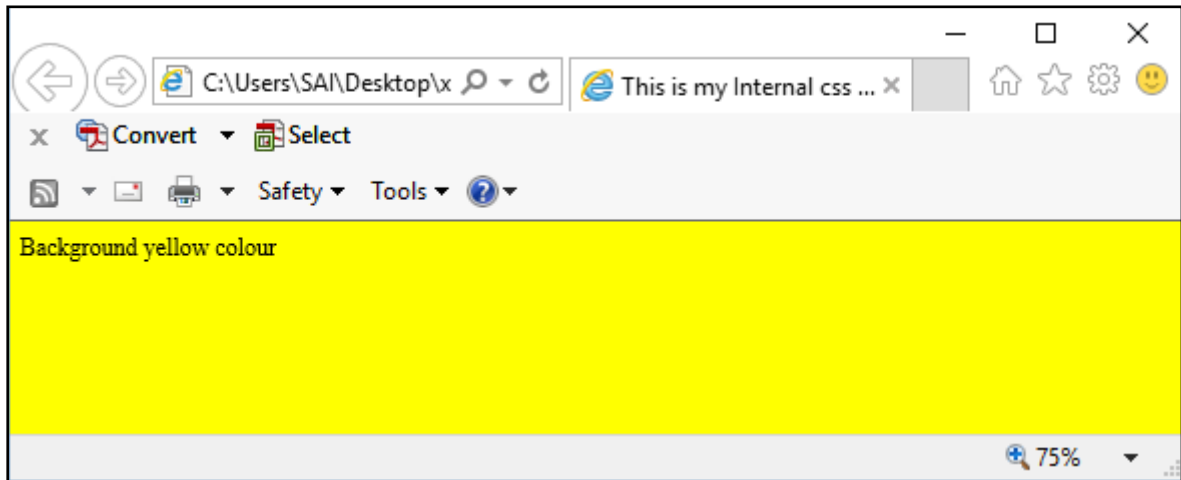 C:\Users\SAI\Desktop\x
This is my Internal css ...
Convert Select
Safety Tools
Background yellow colour
75%